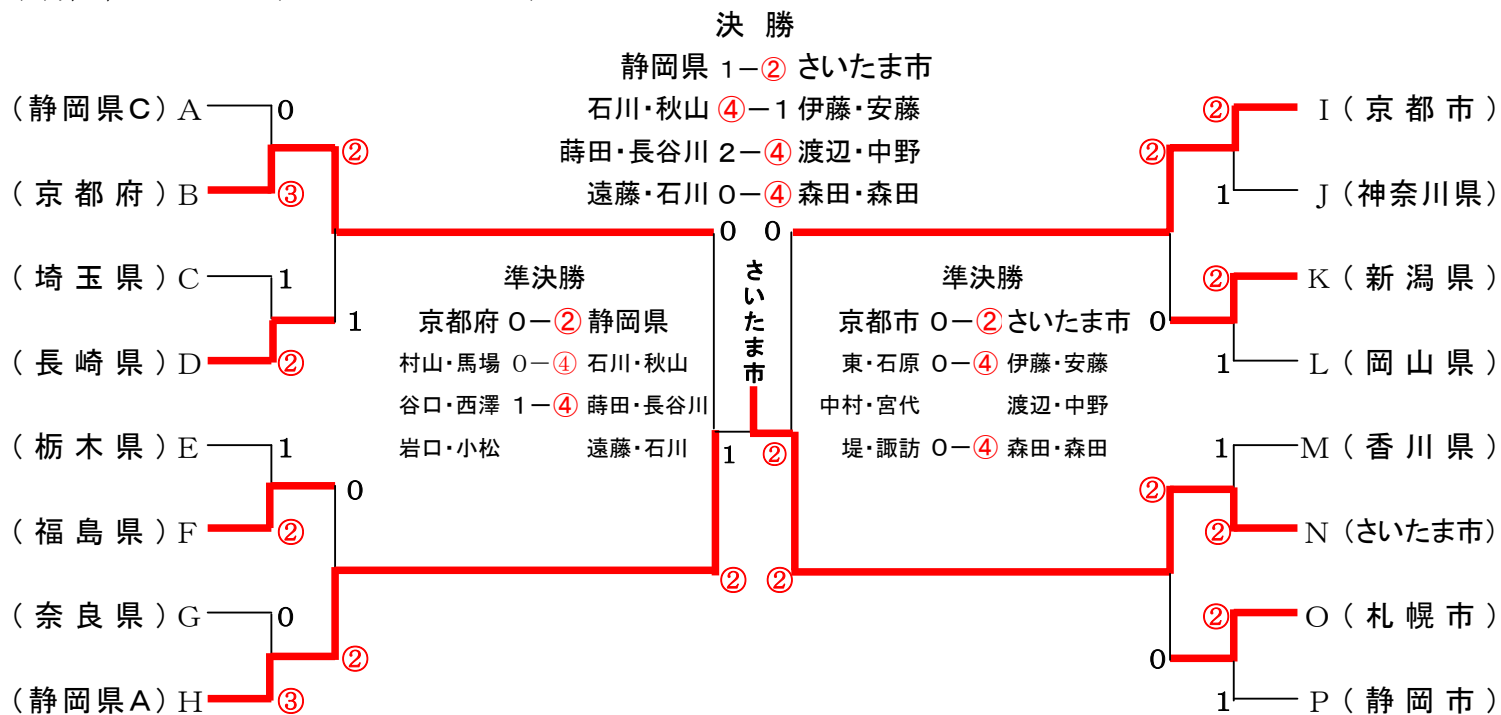 決 勝
静岡県 1－② さいたま市
石川・秋山 ④－1 伊藤・安藤
蒔田・長谷川 2－④ 渡辺・中野
遠藤・石川 0－④ 森田・森田
(静岡県C) A 0
② 
(京都府) B ③
(埼玉県) C 1
1
(長崎県) D ②
(栃木県) E 1
0
(福島県) F ②
(奈良県) G 0
②
(静岡県A) H ③
0 0
準決勝
京都府 0－② 静岡県
村山・馬場 0－④ 石川・秋山
谷口・西澤 1－④ 蒔田・長谷川
岩口・小松 遠藤・石川
さいたま市
1 ②
② ②
準決勝
京都市 0－② さいたま市
東・石原 0－④ 伊藤・安藤
中村・宮代 渡辺・中野
堤・諏訪 0－④ 森田・森田
② I (京都市)
②
1 J (神奈川県)
② K (新潟県)
0
1 L (岡山県)
1 M (香川県)
②
② N (さいたま市)
② O (札幌市)
0
1 P (静岡市)